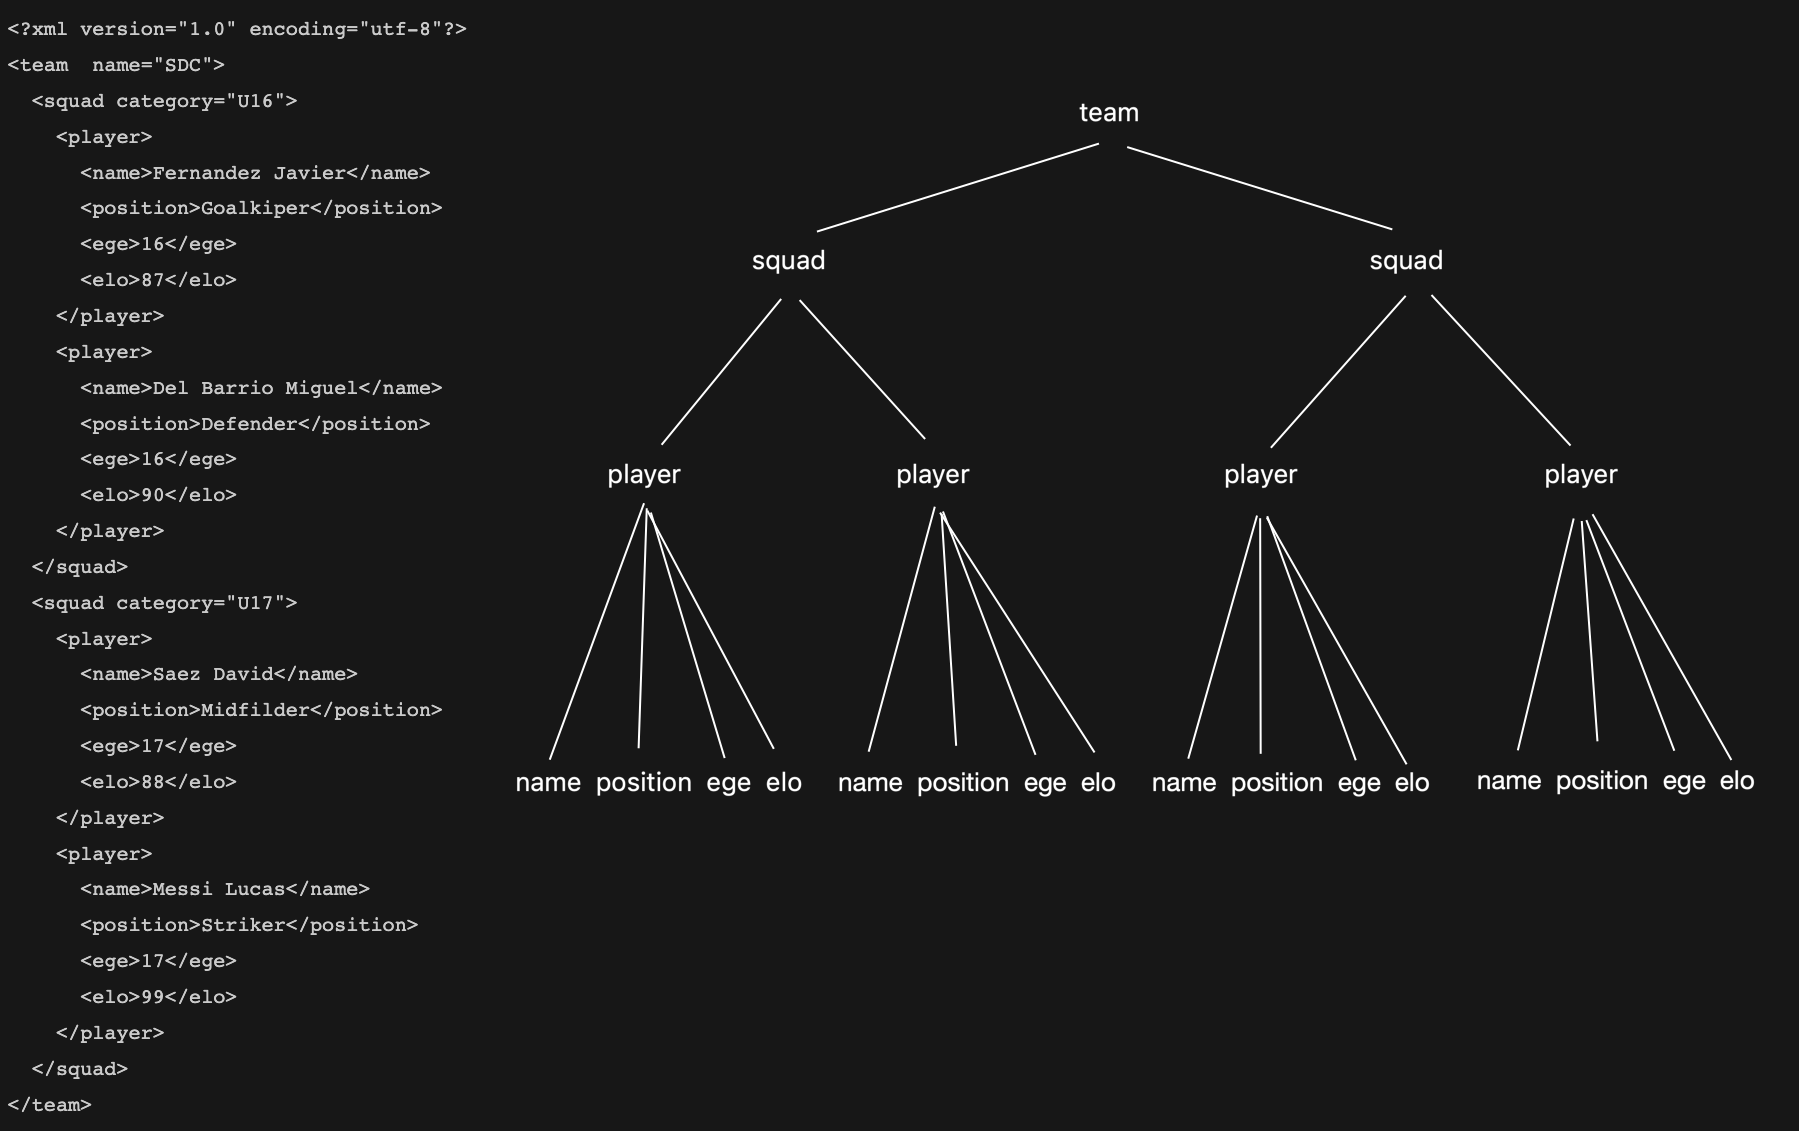 <?xml version="1.0" encoding="utf-8"?>
<team  name="SDC">
  <squad category="U16">
    <player>
      <name>Fernandez Javier</name>
      <position>Goalkiper</position>
      <ege>16</ege>
      <elo>87</elo>
    </player>
    <player>
      <name>Del Barrio Miguel</name>
      <position>Defender</position>
      <ege>16</ege>
      <elo>90</elo>
    </player>
  </squad>
  <squad category="U17">
    <player>
      <name>Saez David</name>
      <position>Midfilder</position>
      <ege>17</ege>
      <elo>88</elo>
    </player>
    <player>
      <name>Messi Lucas</name>
      <position>Striker</position>
      <ege>17</ege>
      <elo>99</elo>
    </player>
  </squad>
</team>
team
squad squad
player player player player
name position ege elo name position ege elo name position ege elo name position ege elo